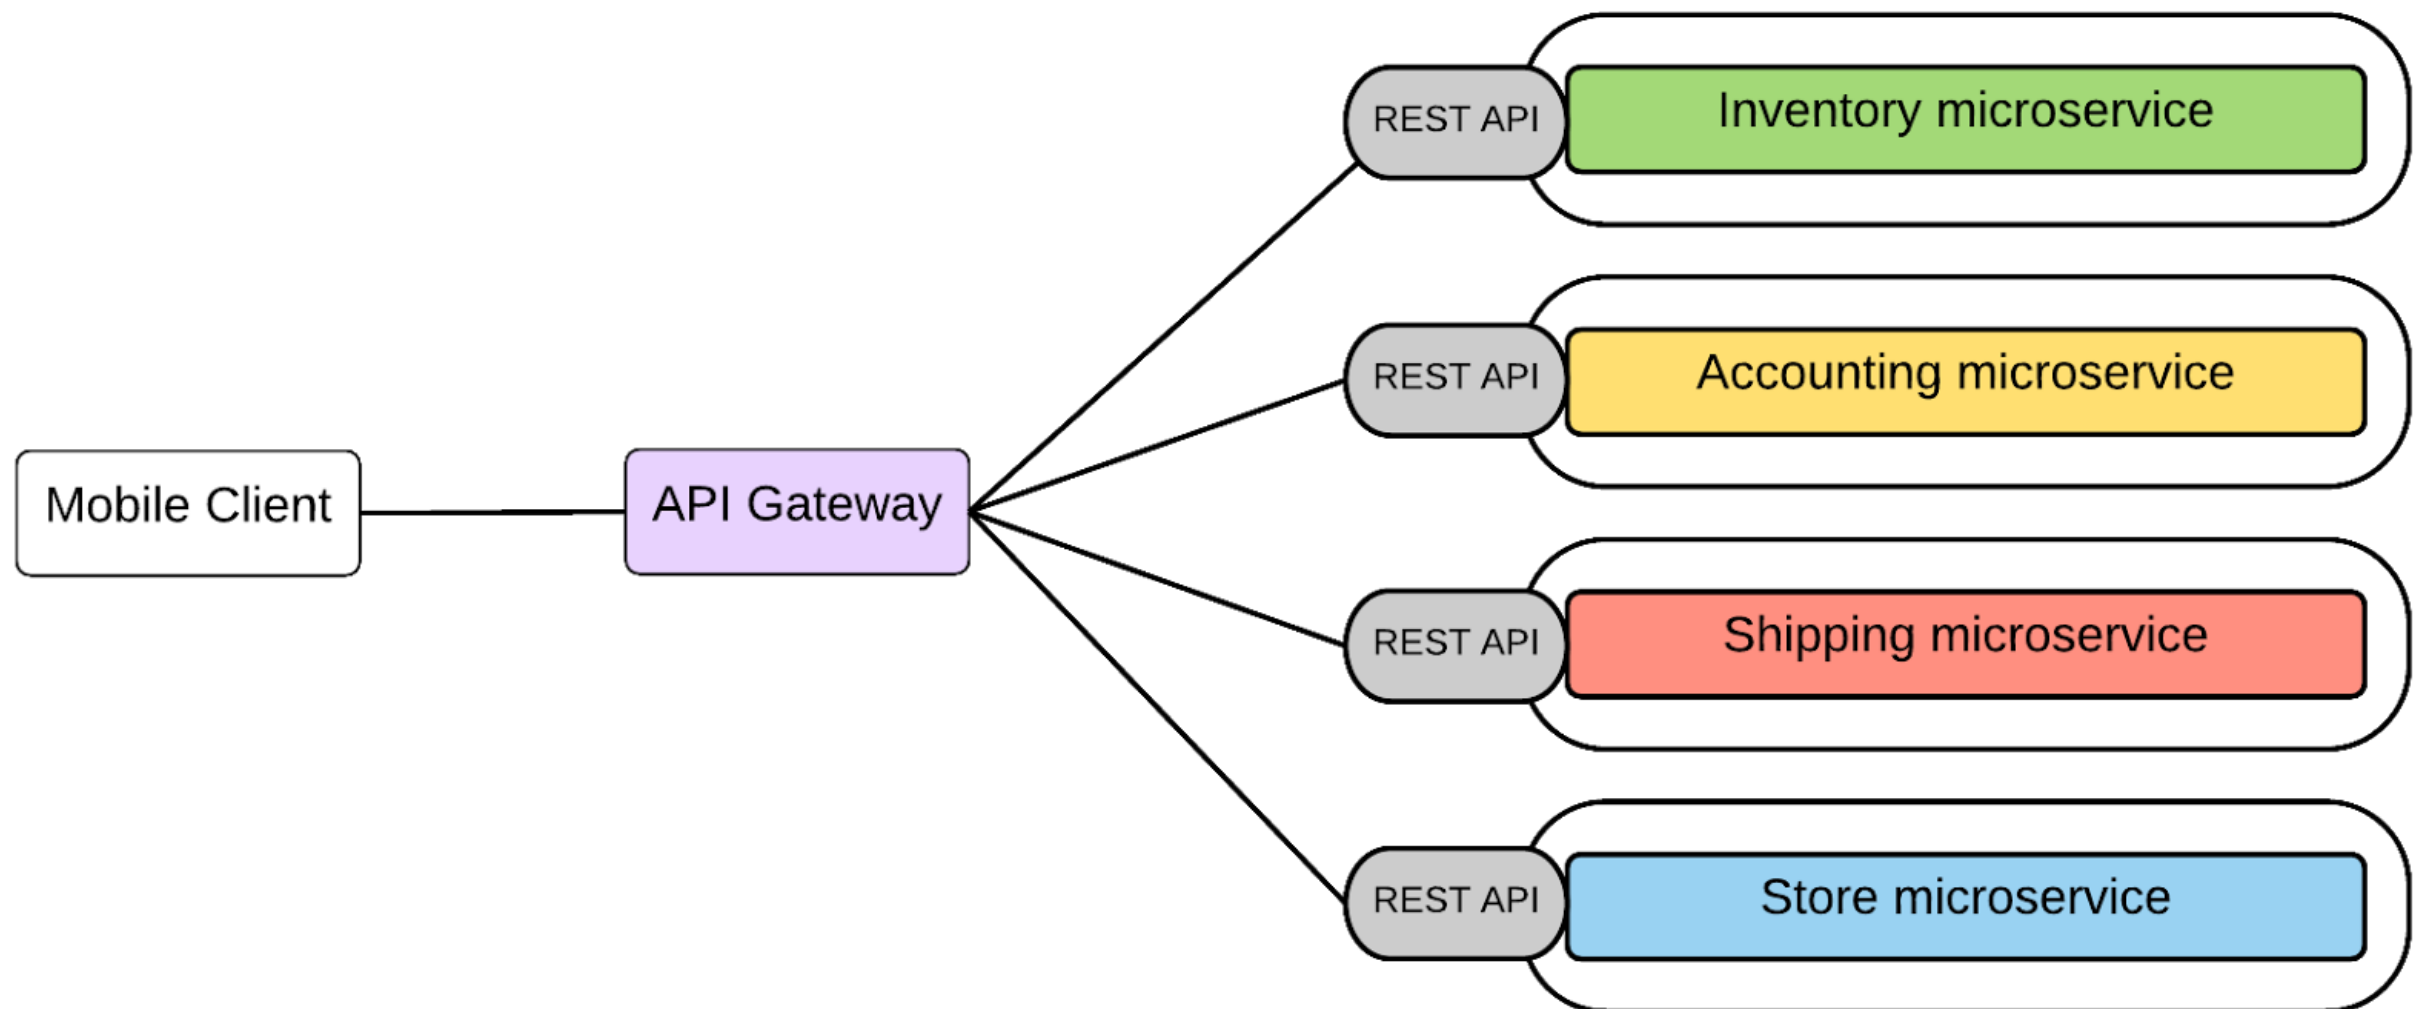 REST API
Inventory microservice
REST API
Accounting microservice
Mobile Client
API Gateway
REST API
Shipping microservice
REST API
Store microservice